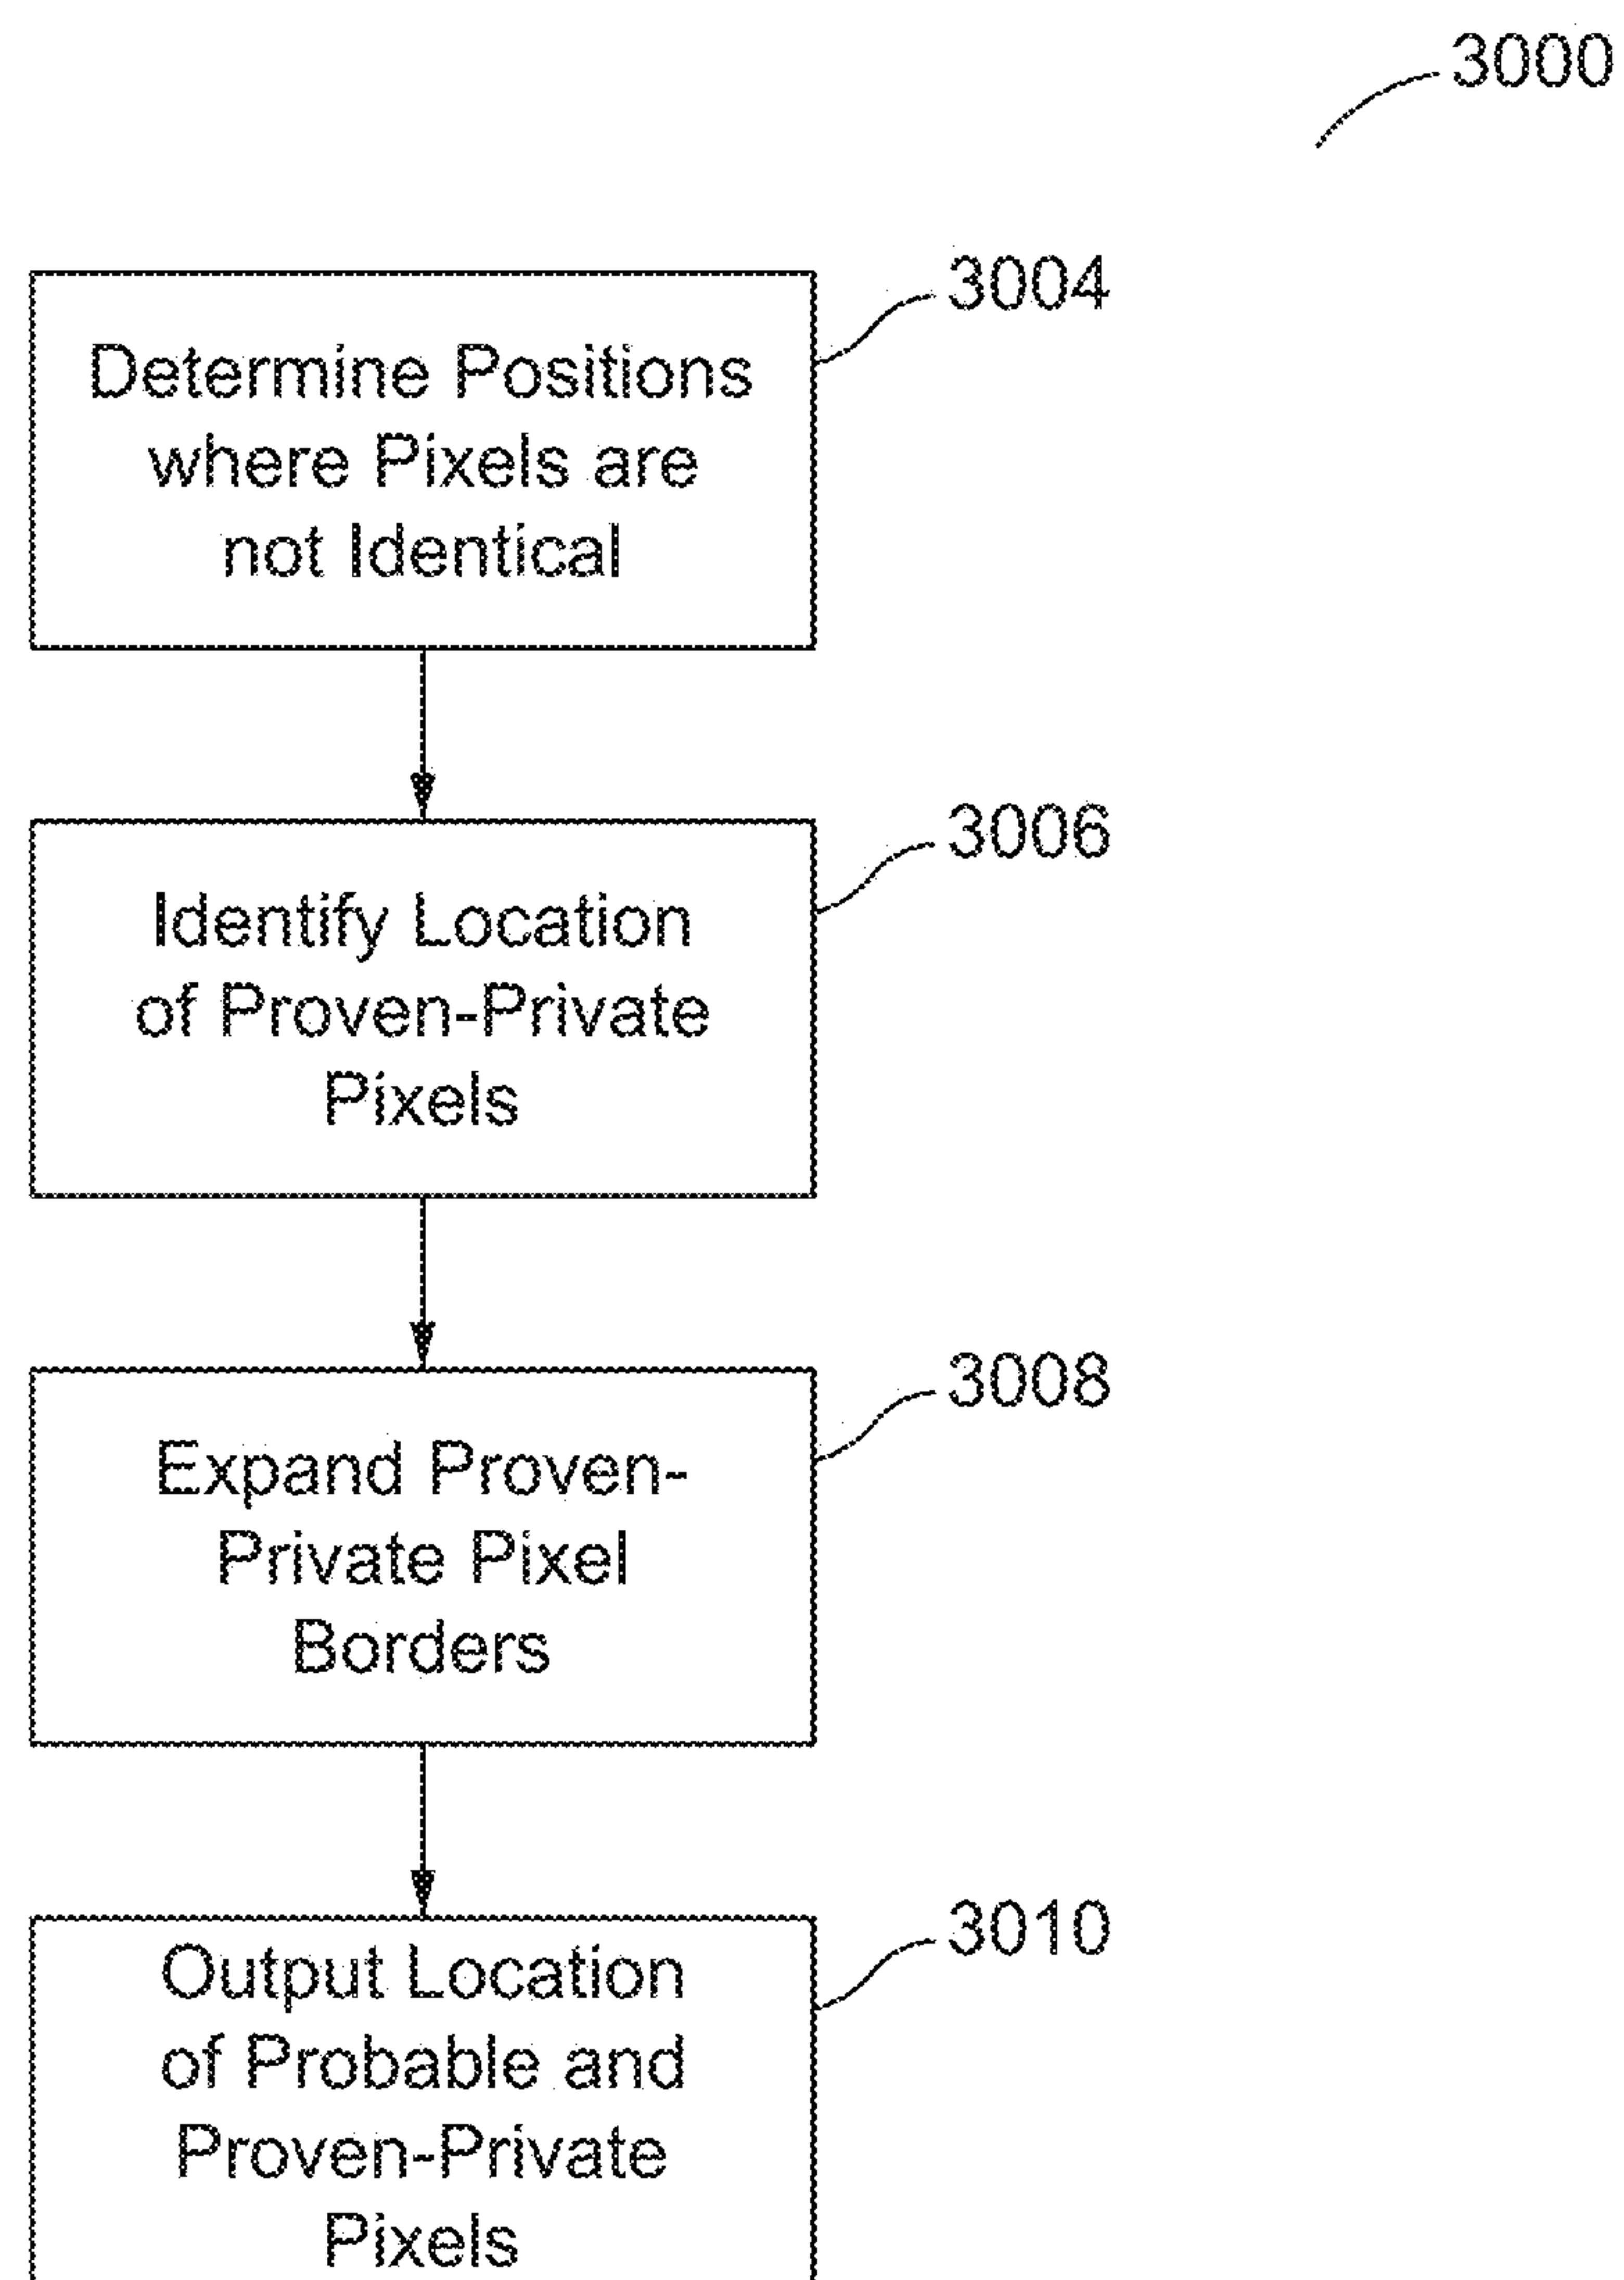 3000
3004
Determine Positions
where Pixels are
not Identical
3006
Identify Location
of Proven-Private
Pixels
3008
Expand Proven-
Private Pixel
Borders
3010
Output Location
of Probable and
Proven-Private
Pixels